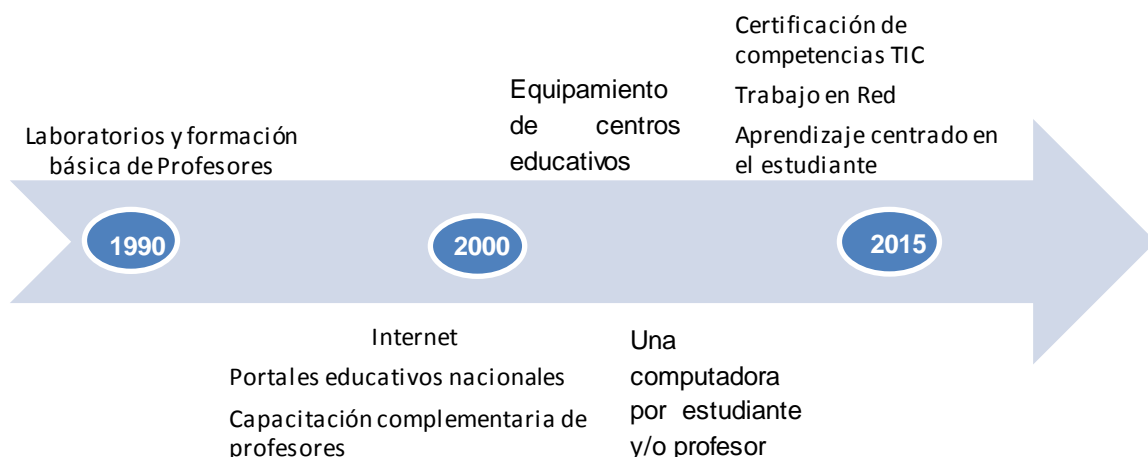 Laboratorios y formación
básica de Profesores
Equipamiento
de centros
educativos
Certificación de
competencias TIC
Trabajo en Red
Aprendizaje centrado en
el estudiante
1990
2000
2015
Internet
Portales educativos nacionales
Capacitación complementaria de
profesores
Una
computadora
por estudiante
y/o profesor